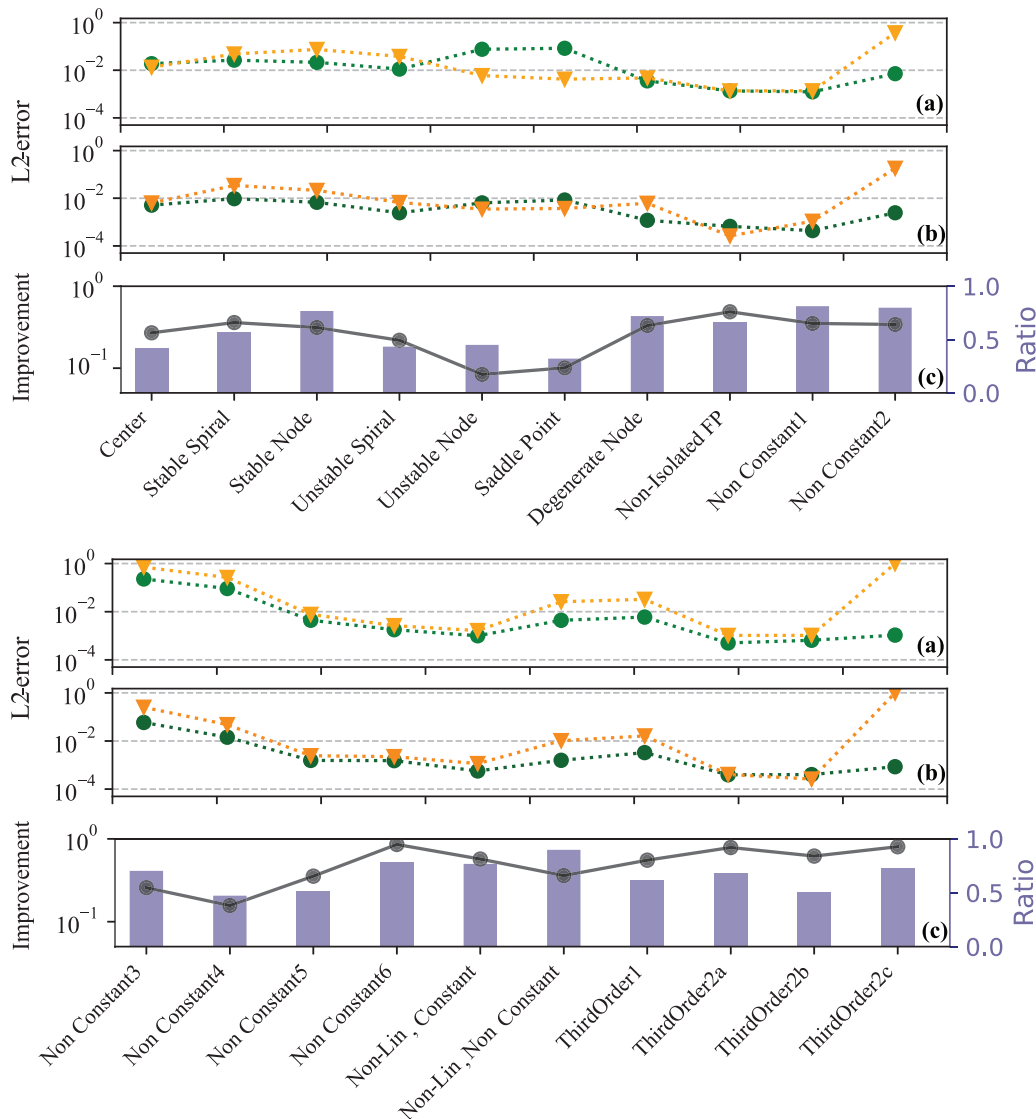 10^0
10^-2
10^-4
(a)
L2-error
10^0
10^-2
10^-4
(b)
Improvement
10^0
10^-1
1.0
0.5
0.0
Ratio
(c)
Center
Stable Spiral
Stable Node
Unstable Spiral
Unstable Node
Saddle Point
Degenerate Node
Non-Isolated FP
Non Constant1
Non Constant2
10^0
10^-2
10^-4
(a)
L2-error
10^0
10^-2
10^-4
(b)
Improvement
10^0
10^-1
1.0
0.5
0.0
Ratio
(c)
Non Constant3
Non Constant4
Non Constant5
Non Constant6
Non-Lin , Constant
Non-Lin ,Non Constant
ThirdOrder1
ThirdOrder2a
ThirdOrder2b
ThirdOrder2c